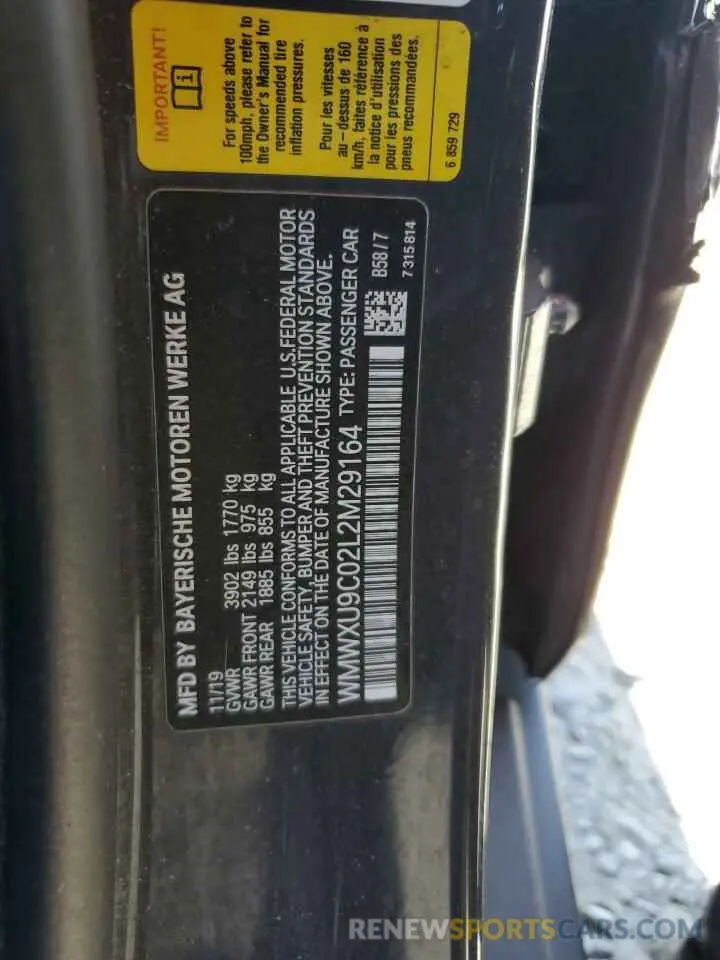 IMPORTANT!
For speeds above
100mph, please refer to
the Owner's Manual for
recommended tire
inflation pressures.
Pour les vitesses
au-dessus de 160
km/h, faites référence à
la notice d'utilisation
pour les pressions des
pneus recommandées.
6 859 729
MFD BY BAYERISCHE MOTOREN WERKE AG
11/19
GVWR 3902 lbs 1770 kg
GAWR FRONT 2149 lbs 975 kg
GAWR REAR 1885 lbs 855 kg
THIS VEHICLE CONFORMS TO ALL APPLICABLE U.S.FEDERAL MOTOR
VEHICLE SAFETY, BUMPER AND THEFT PREVENTION STANDARDS
IN EFFECT ON THE DATE OF MANUFACTURE SHOWN ABOVE.
WMWXU9C02L2M29164 TYPE: PASSENGER CAR
B58/7
7315814
RENEWSPORTSCARS.COM